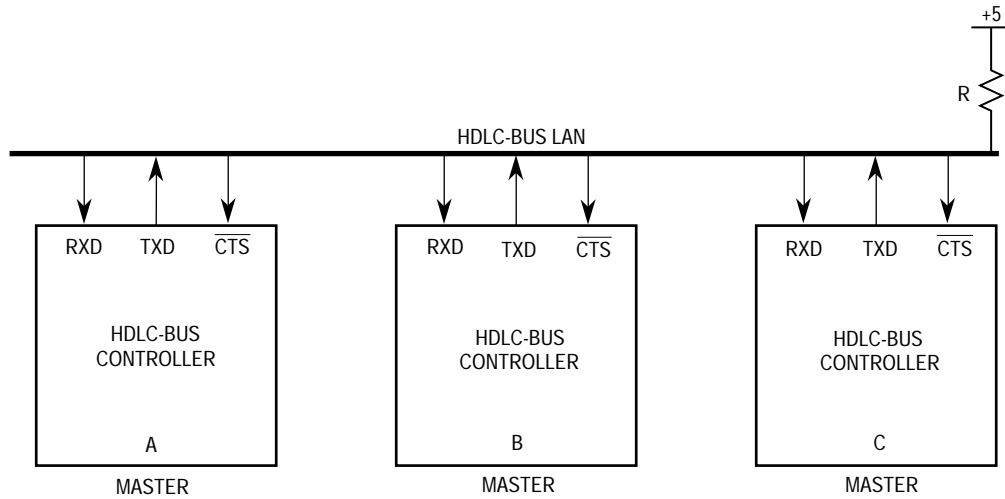 +5
R
HDLC-BUS LAN
RXD TXD CTS
RXD TXD CTS
RXD TXD CTS
HDLC-BUS
CONTROLLER
HDLC-BUS
CONTROLLER
HDLC-BUS
CONTROLLER
A
B
C
MASTER
MASTER
MASTER